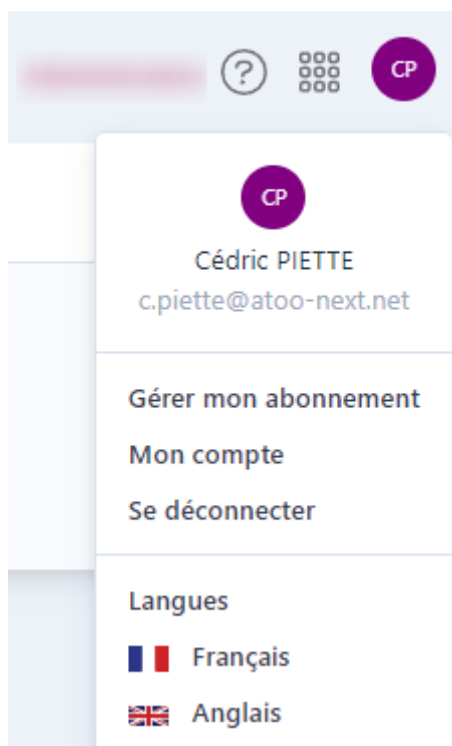 ?
CP
CP
Cédric PIETTE
c.piette@atoo-next.net
Gérer mon abonnement
Mon compte
Se déconnecter
Langues
Français
Anglais